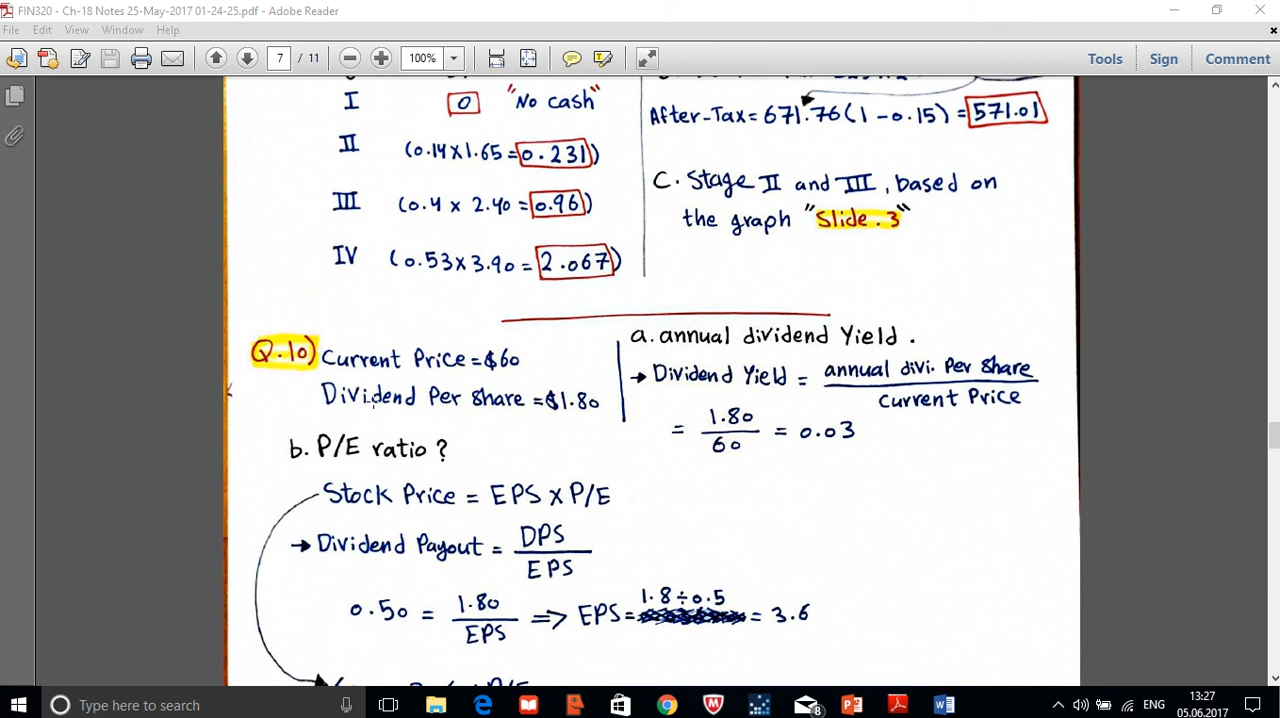 FIN320 - Ch-18 Notes 25-May-2017 01-24-25.pdf - Adobe Reader
File Edit View Window Help
7 / 11 100% Tools Sign Comment
I 0 "No cash"
II (0.14x1.65 = 0.231)
III (0.4 x 2.40 = 0.96)
IV (0.53x3.90 = 2.067)
After-Tax = 671.76(1-0.15) = 571.01
C. Stage II and III, based on
the graph "Slide.3"
Q.10) Current Price = $60
Dividend Per share = $1.80
a. annual dividend Yield.
→ Dividend Yield = annual divi. Per share
current Price
= 1.80 / 60 = 0.03
b. P/E ratio?
Stock Price = EPS x P/E
→ Dividend Payout = DPS
EPS
1.8÷0.5
0.50 = 1.80 / EPS => EPS = = 3.6
Type here to search
8
ENG
13:27
05.06.2017